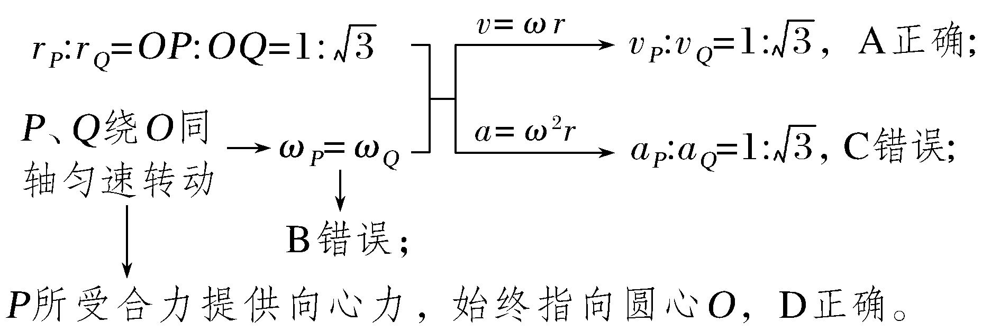 r_P:r_Q=OP:OQ=1:√3
v=ωr
v_P:v_Q=1:√3，A正确;
P、Q绕O同
轴匀速转动
ω_P=ω_Q
a=ω²r
a_P:a_Q=1:√3, C错误;
B错误；
P所受合力提供向心力，始终指向圆心O，D正确。